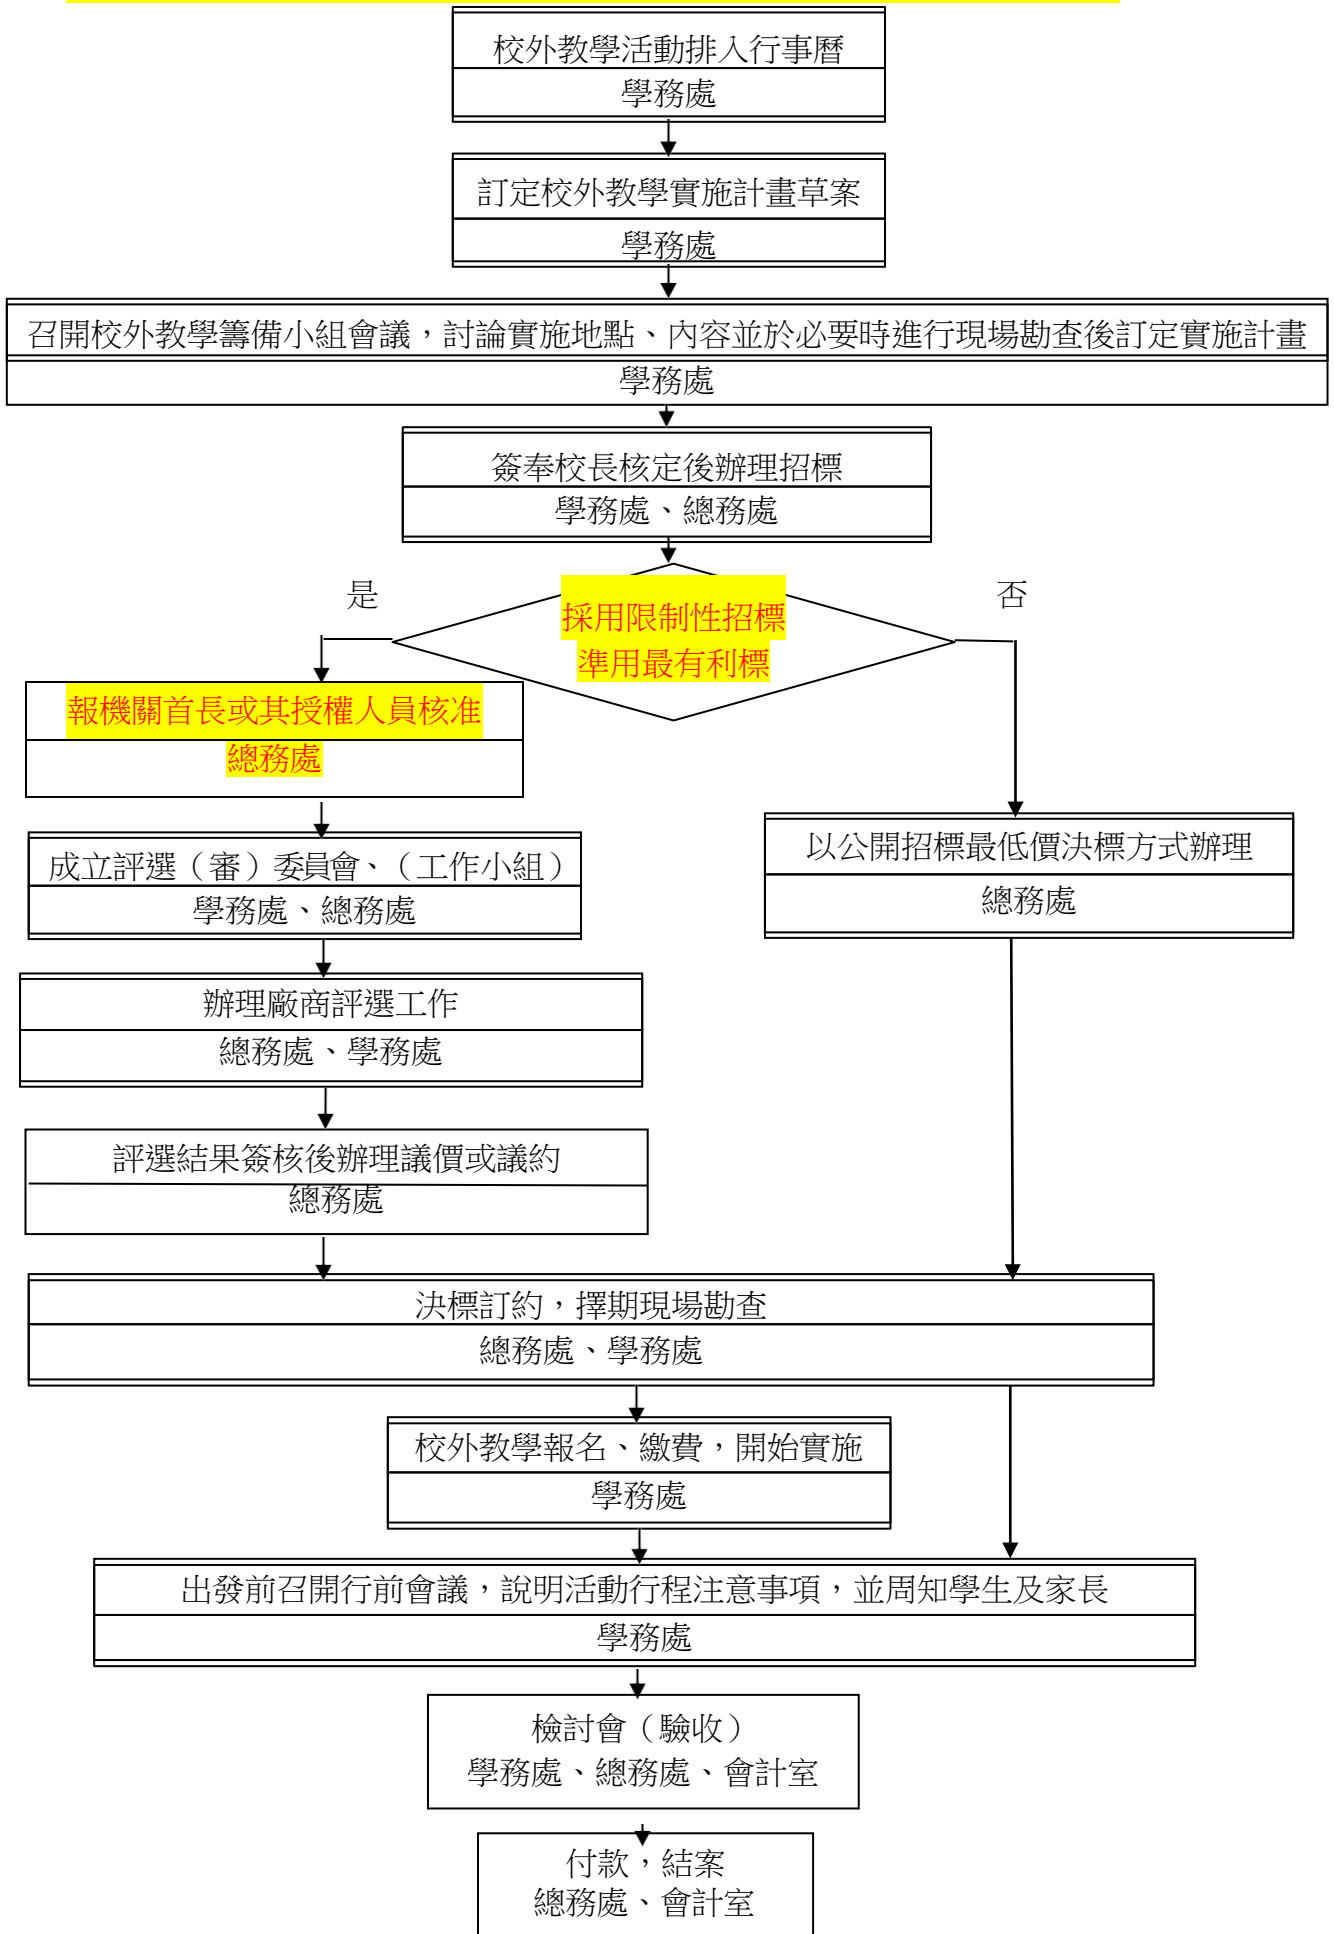 校外教學活動排入行事曆
學務處
訂定校外教學實施計畫草案
學務處
召開校外教學籌備小組會議，討論實施地點、內容並於必要時進行現場勘查後訂定實施計畫
學務處
簽奉校長核定後辦理招標
學務處、總務處
是
否
採用限制性招標
準用最有利標
報機關首長或其授權人員核准
總務處
成立評選（審）委員會、（工作小組）
學務處、總務處
以公開招標最低價決標方式辦理
總務處
辦理廠商評選工作
總務處、學務處
評選結果簽核後辦理議價或議約
總務處
決標訂約，擇期現場勘查
總務處、學務處
校外教學報名、繳費，開始實施
學務處
出發前召開行前會議，說明活動行程注意事項，並周知學生及家長
學務處
檢討會（驗收）
學務處、總務處、會計室
付款，結案
總務處、會計室